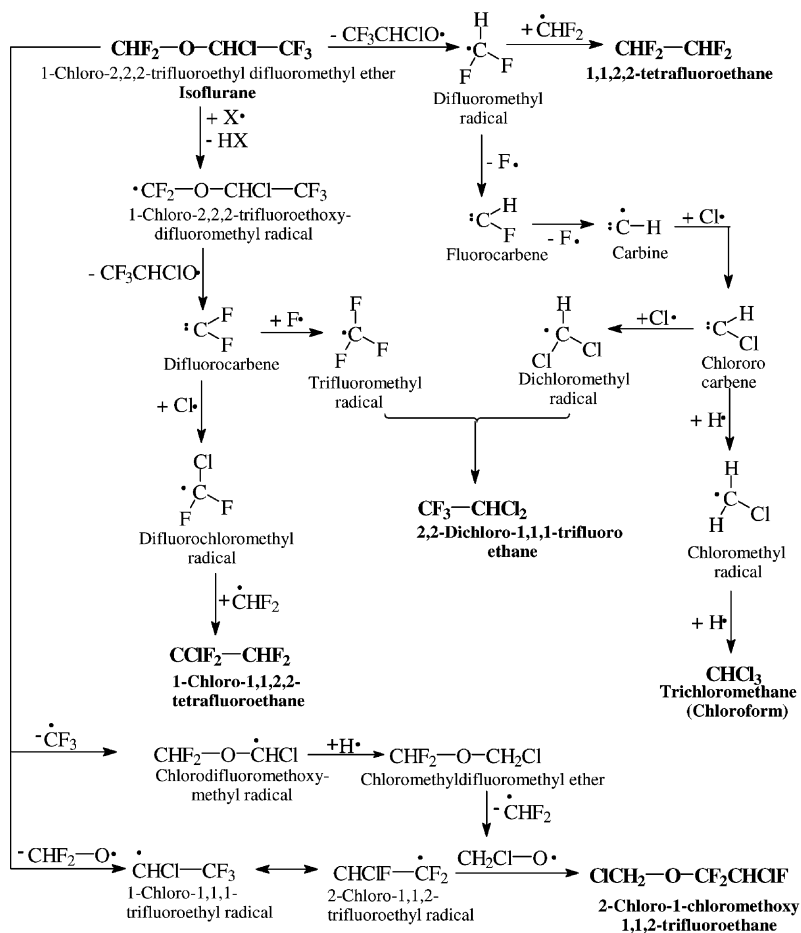 CHF2—O—CHCl—CF3
1-Chloro-2,2,2-trifluoroethyl difluoromethyl ether
Isoflurane
- CF3CHClO•
H
•C
F F
Difluoromethyl
radical
+ •CHF2
CHF2—CHF2
1,1,2,2-tetrafluoroethane
+ X•
- HX
•CF2—O—CHCl—CF3
1-Chloro-2,2,2-trifluoroethoxy-
difluoromethyl radical
- F•
:C H
F
Fluorocarbene
- F•
:C•—H
Carbine
+ Cl•
- CF3CHClO•
:C F
F
Difluorocarbene
+ F•
F
•C
F F
Trifluoromethyl
radical
H
•C
Cl Cl
Dichloromethyl
radical
+Cl•
:C H
Cl
Chlororo
carbene
+ Cl•
Cl
•C
F F
Difluorochloromethyl
radical
CF3—CHCl2
2,2-Dichloro-1,1,1-trifluoro
ethane
+ H•
H
•C
H Cl
Chloromethyl
radical
+ •CHF2
CClF2—CHF2
1-Chloro-1,1,2,2-
tetrafluoroethane
+ H•
CHCl3
Trichloromethane
(Chloroform)
- •CF3
CHF2—O—•CHCl
Chlorodifluoromethoxy-
methyl radical
+H•
CHF2—O—CH2Cl
Chloromethyldifluoromethyl ether
- •CHF2
- CHF2—O•
•CHCl—CF3
1-Chloro-1,1,1-
trifluoroethyl radical
CHClF—•CF2
2-Chloro-1,1,2-
trifluoroethyl radical
CH2Cl—O•
ClCH2—O—CF2CHClF
2-Chloro-1-chloromethoxy
1,1,2-trifluoroethane